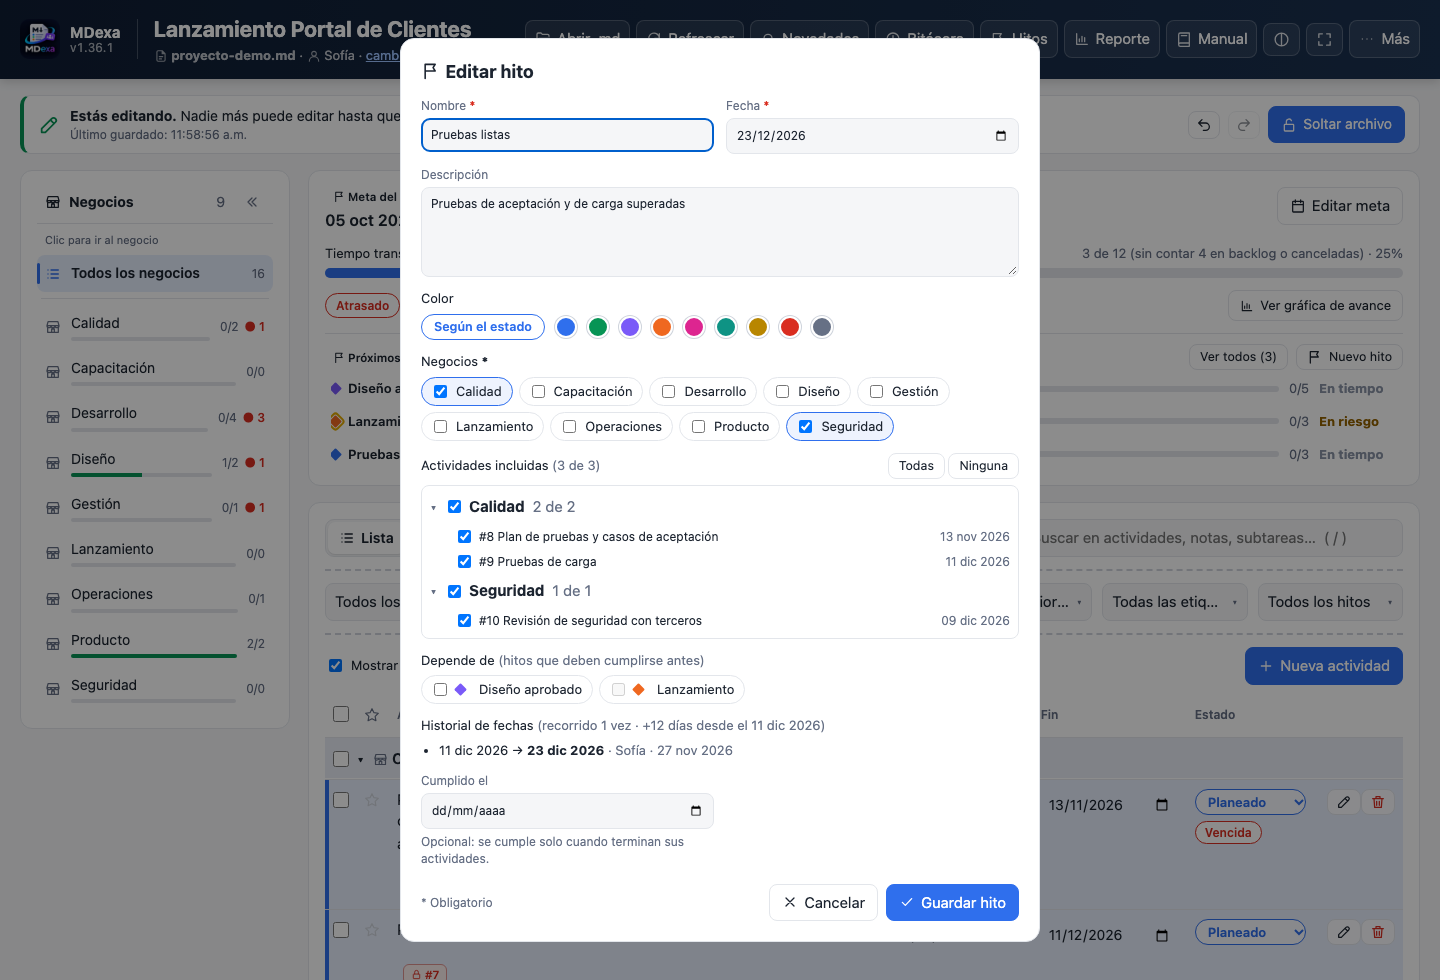 MDexa
v1.36.1
Lanzamiento Portal de Clientes
proyecto-demo.md · Sofía · camb
Abrir .md
Refrescar
Novedades
Bitácora
Hitos
Reporte
Manual
··· Más
Estás editando. Nadie más puede editar hasta que
Último guardado: 11:58:56 a.m.
Soltar archivo
Negocios 9
Clic para ir al negocio
Todos los negocios 16
Calidad 0/2 1
Capacitación 0/0
Desarrollo 0/4 3
Diseño 1/2 1
Gestión 0/1 1
Lanzamiento 0/0
Operaciones 0/1
Producto 2/2
Seguridad 0/0
Meta del
05 oct 202
Editar meta
Tiempo trans
3 de 12 (sin contar 4 en backlog o canceladas) · 25%
Atrasado
Ver gráfica de avance
Próximos
Ver todos (3)
Nuevo hito
Diseño a
0/5 En tiempo
Lanzami
0/3 En riesgo
Pruebas
0/3 En tiempo
Lista
uscar en actividades, notas, subtareas... ( / )
Todos los
ior...
Todas las etiq...
Todos los hitos
Mostrar
+ Nueva actividad
Fin
Estado
13/11/2026
Planeado
Vencida
11/12/2026
Planeado
#7
Editar hito
Nombre *
Fecha *
Pruebas listas
23/12/2026
Descripción
Pruebas de aceptación y de carga superadas
Color
Según el estado
Negocios *
Calidad
Capacitación
Desarrollo
Diseño
Gestión
Lanzamiento
Operaciones
Producto
Seguridad
Actividades incluidas (3 de 3)
Todas
Ninguna
Calidad 2 de 2
#8 Plan de pruebas y casos de aceptación 13 nov 2026
#9 Pruebas de carga 11 dic 2026
Seguridad 1 de 1
#10 Revisión de seguridad con terceros 09 dic 2026
Depende de (hitos que deben cumplirse antes)
Diseño aprobado
Lanzamiento
Historial de fechas (recorrido 1 vez · +12 días desde el 11 dic 2026)
• 11 dic 2026 → 23 dic 2026 · Sofía · 27 nov 2026
Cumplido el
dd/mm/aaaa
Opcional: se cumple solo cuando terminan sus
actividades.
* Obligatorio
Cancelar
Guardar hito